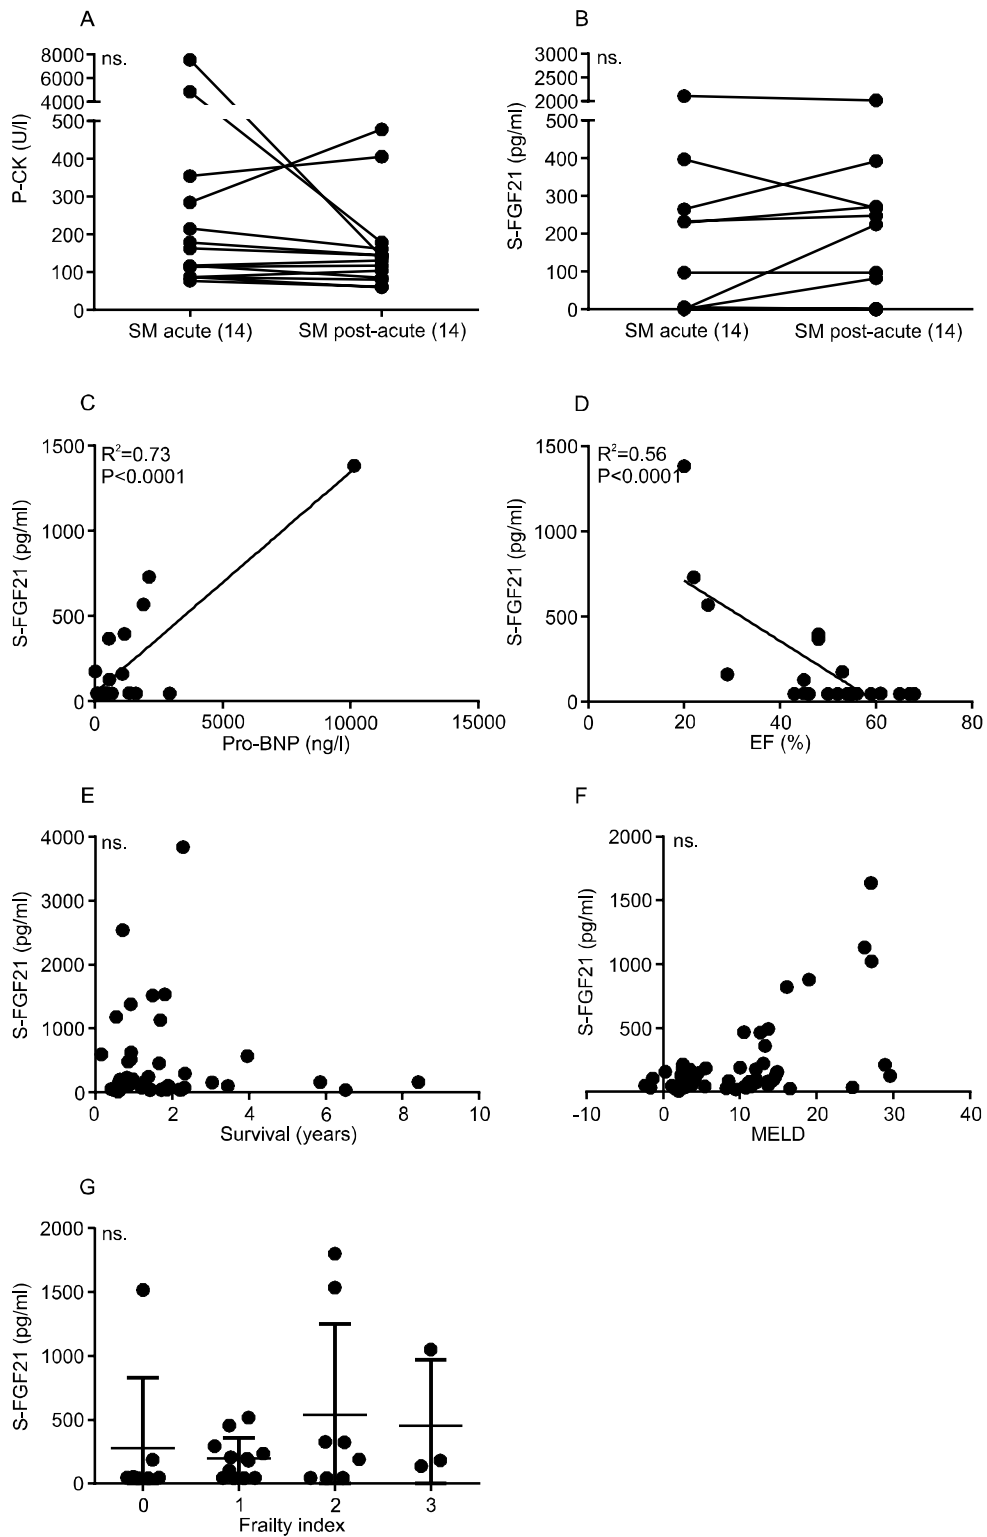 A
ns.
P-CK (U/l)
8000
6000
4000
500
400
300
200
100
0
SM acute (14)
SM post-acute (14)
B
ns.
S-FGF21 (pg/ml)
3000
2500
2000
500
400
300
200
100
0
SM acute (14)
SM post-acute (14)
C
R²=0.73
P<0.0001
S-FGF21 (pg/ml)
1500
1000
500
0
0 5000 10000 15000
Pro-BNP (ng/l)
D
R²=0.56
P<0.0001
S-FGF21 (pg/ml)
1500
1000
500
0
0 20 40 60 80
EF (%)
E
ns.
S-FGF21 (pg/ml)
4000
3000
2000
1000
0
0 2 4 6 8 10
Survival (years)
F
ns.
S-FGF21 (pg/ml)
2000
1500
1000
500
0
-10 0 10 20 30 40
MELD
G
ns.
S-FGF21 (pg/ml)
2000
1500
1000
500
0
0 1 2 3
Frailty index